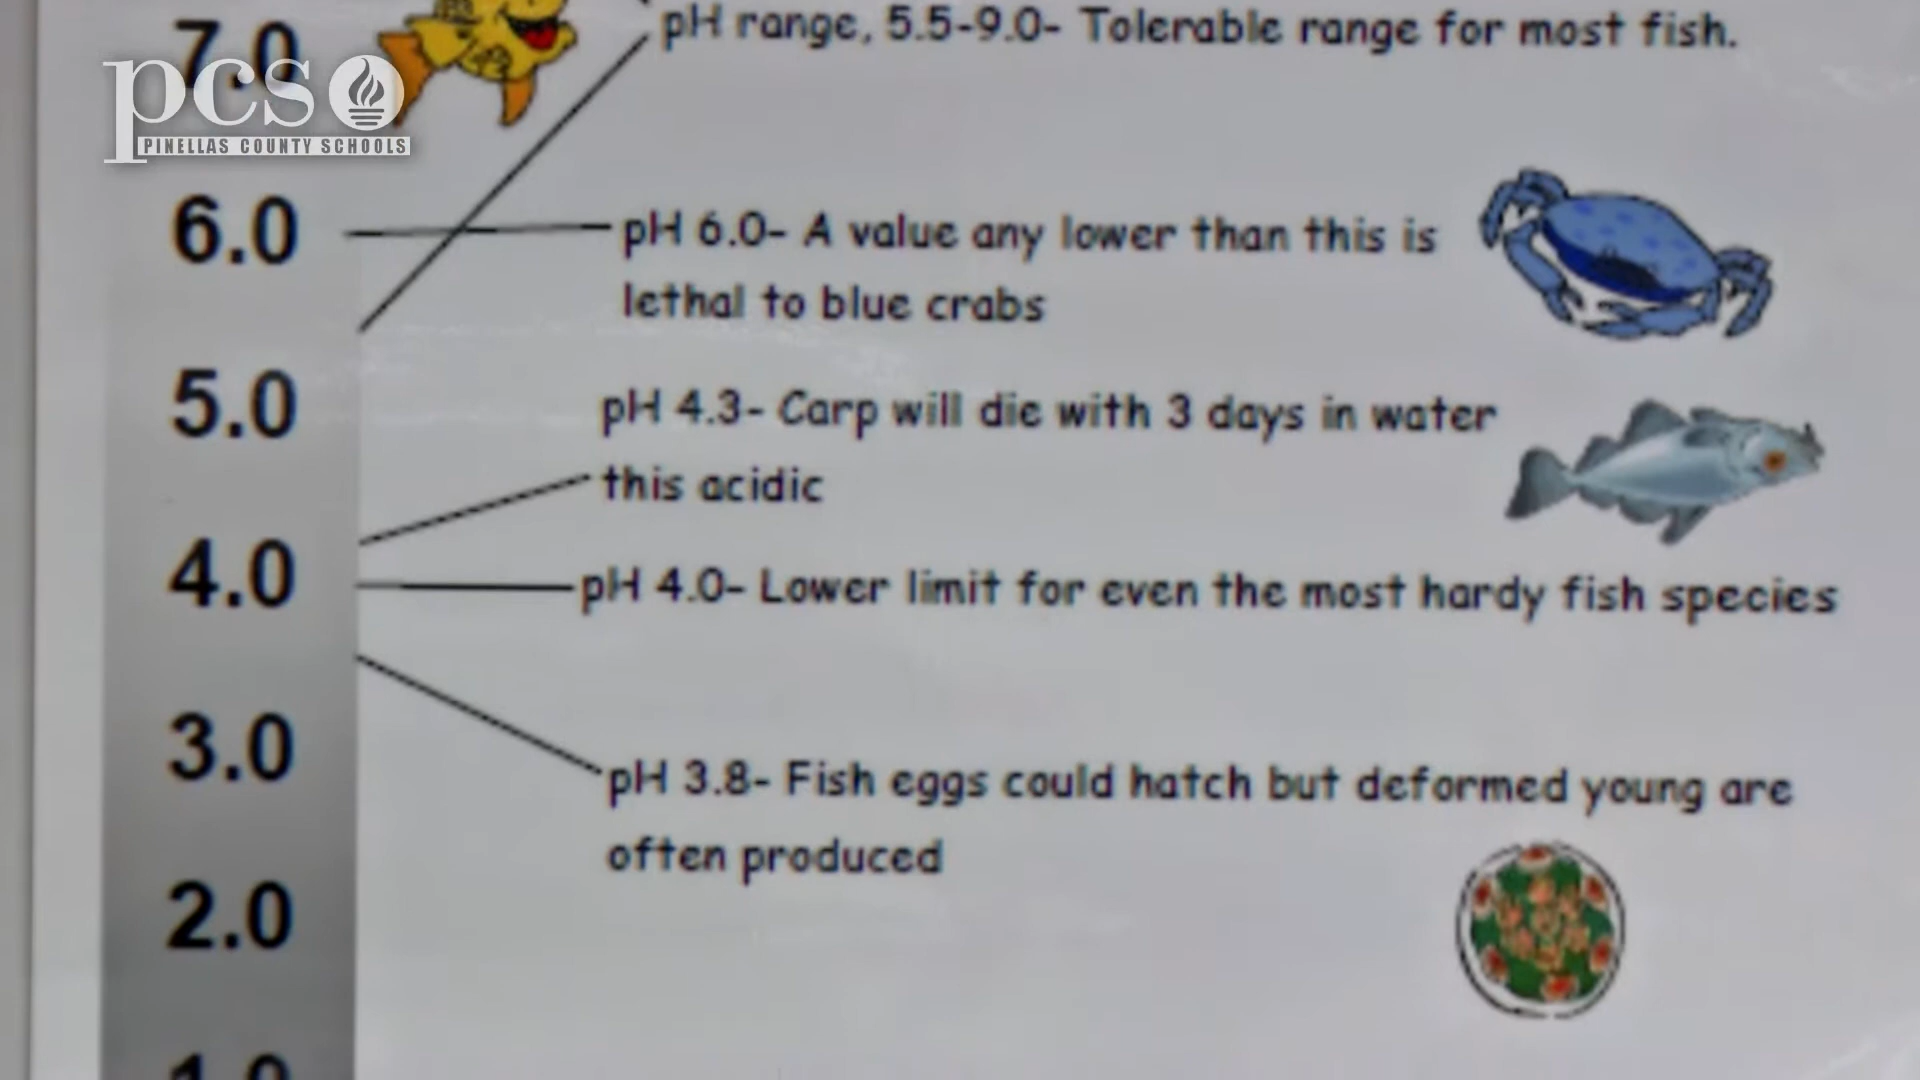 7.0
pH range, 5.5-9.0- Tolerable range for most fish.
pcs
PINELLAS COUNTY SCHOOLS
6.0
pH 6.0- A value any lower than this is
lethal to blue crabs
5.0
pH 4.3- Carp will die with 3 days in water
this acidic
4.0
pH 4.0- Lower limit for even the most hardy fish species
3.0
pH 3.8- Fish eggs could hatch but deformed young are
often produced
2.0
1.0